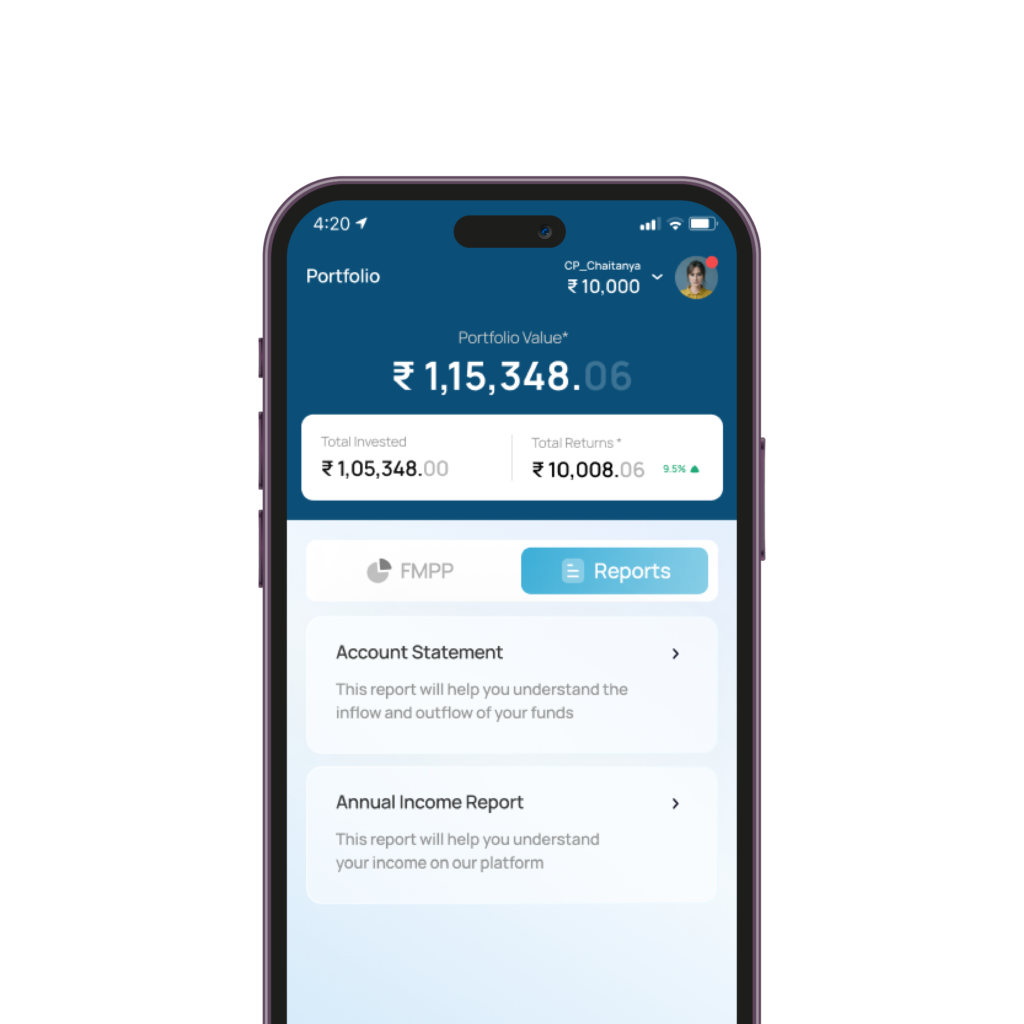 4:20
Portfolio
CP_Chaitanya
₹ 10,000
Portfolio Value*
₹ 1,15,348.06
Total Invested
₹ 1,05,348.00
Total Returns *
₹ 10,008.06 9.5%
FMPP
Reports
Account Statement
This report will help you understand the
inflow and outflow of your funds
Annual Income Report
This report will help you understand
your income on our platform